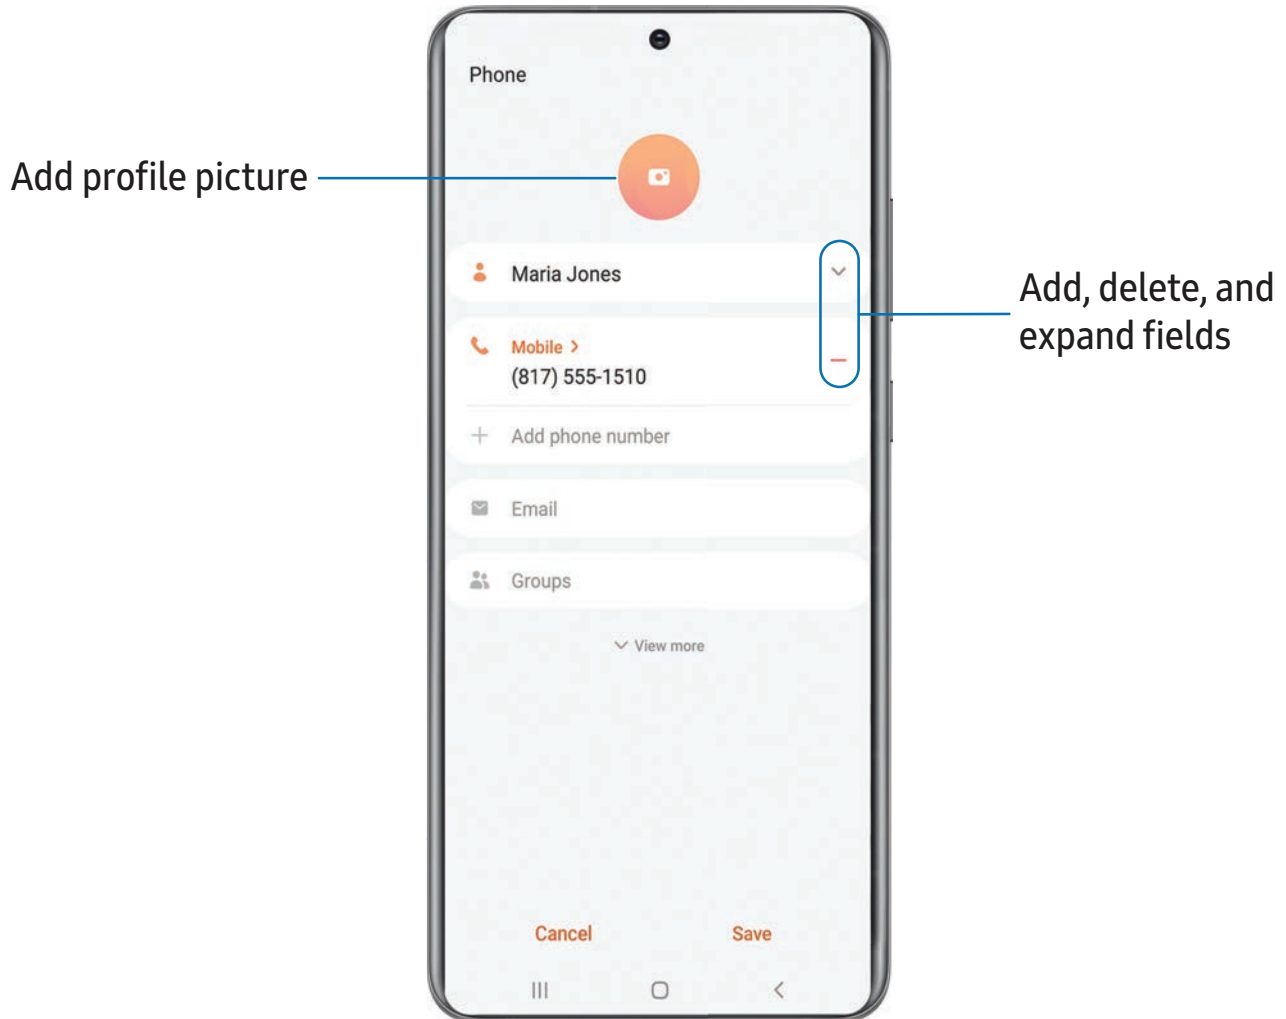 Phone
Add profile picture
Maria Jones
Add, delete, and
expand fields
Mobile >
(817) 555-1510
Add phone number
Email
Groups
View more
Cancel
Save